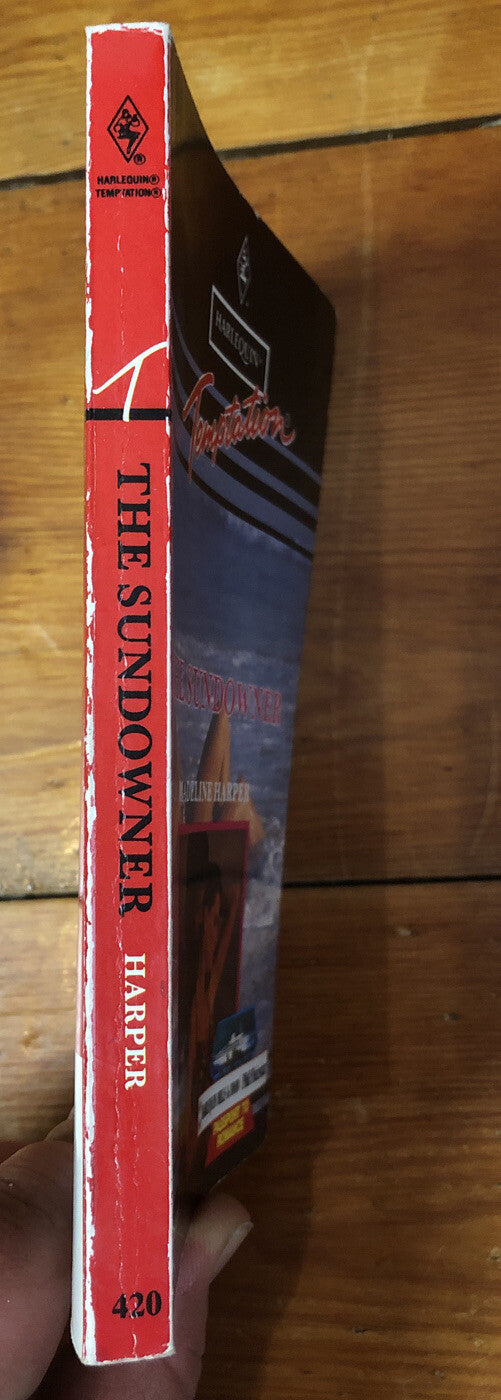 HARLEQUIN®
TEMPTATION®
T
THE SUNDOWNER
HARPER
420
HARLEQUIN®
Temptation
SUNDOWNER
MADELINE HARPER